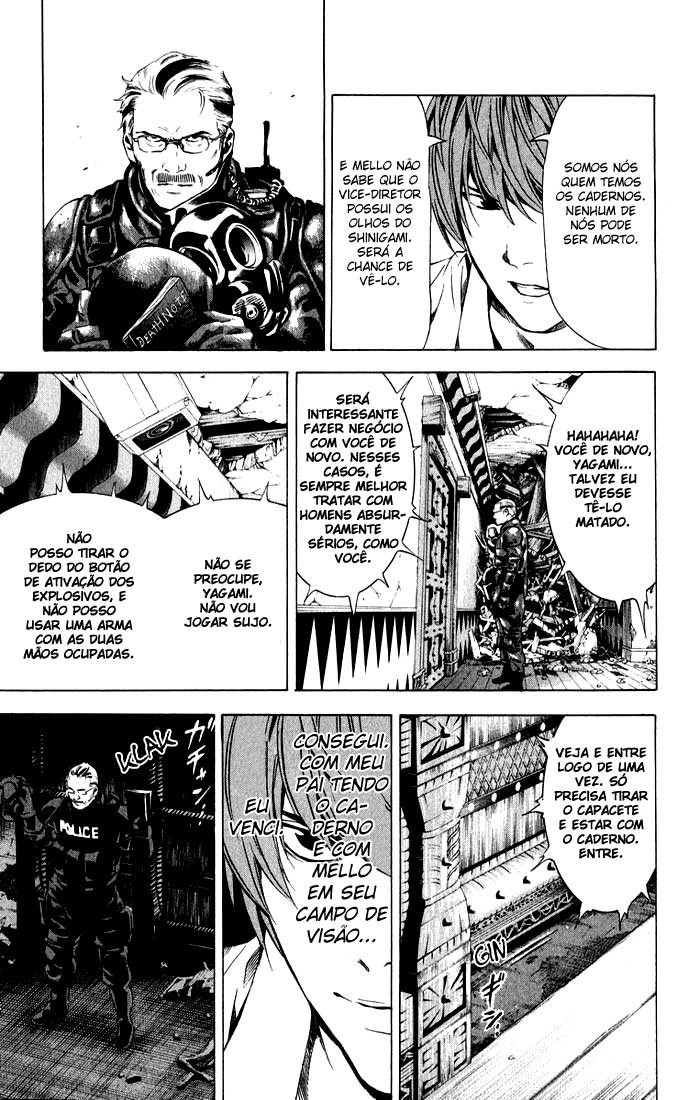 SOMOS NÓS
QUEM TEMOS
OS CADERNOS.
NENHUM DE
NÓS PODE
SER MORTO.
E MELLO NÃO
SABE QUE O
VICE-DIRETOR
POSSUI OS
OLHOS DO
SHINIGAMI.
SERÁ
A CHANCE DE
VÊ-LO.
DEATH NOTE
HAHAHAHA!
VOCÊ DE NOVO,
YAGAMI...
TALVEZ EU
DEVESSE
TÊ-LO
MATADO.
SERÁ
INTERESSANTE
FAZER NEGÓCIO
COM VOCÊ DE
NOVO. NESSES
CASOS, É
SEMPRE MELHOR
TRATAR COM
HOMENS ABSUR-
DAMENTE
SÉRIOS, COMO
VOCÊ.
NÃO SE
PREOCUPE,
YAGAMI.
NÃO VOU
JOGAR SUJO.
NÃO
POSSO TIRAR O
DEDO DO BOTÃO
DE ATIVAÇÃO DOS
EXPLOSIVOS, E
NÃO POSSO
USAR UMA ARMA
COM AS DUAS
MÃOS OCUPADAS.
VEJA E ENTRE
LOGO DE UMA
VEZ. SÓ
PRECISA TIRAR
O CAPACETE
E ESTAR COM
O CADERNO.
ENTRE.
GIN
ギン
CONSEGUI.
COM MEU
PAI TENDO
O CA-
DERNO
E COM
MELLO
EM SEU
CAMPO DE
VISÃO...
EU
VENCI.
KLAK
ガチャン
POLICE